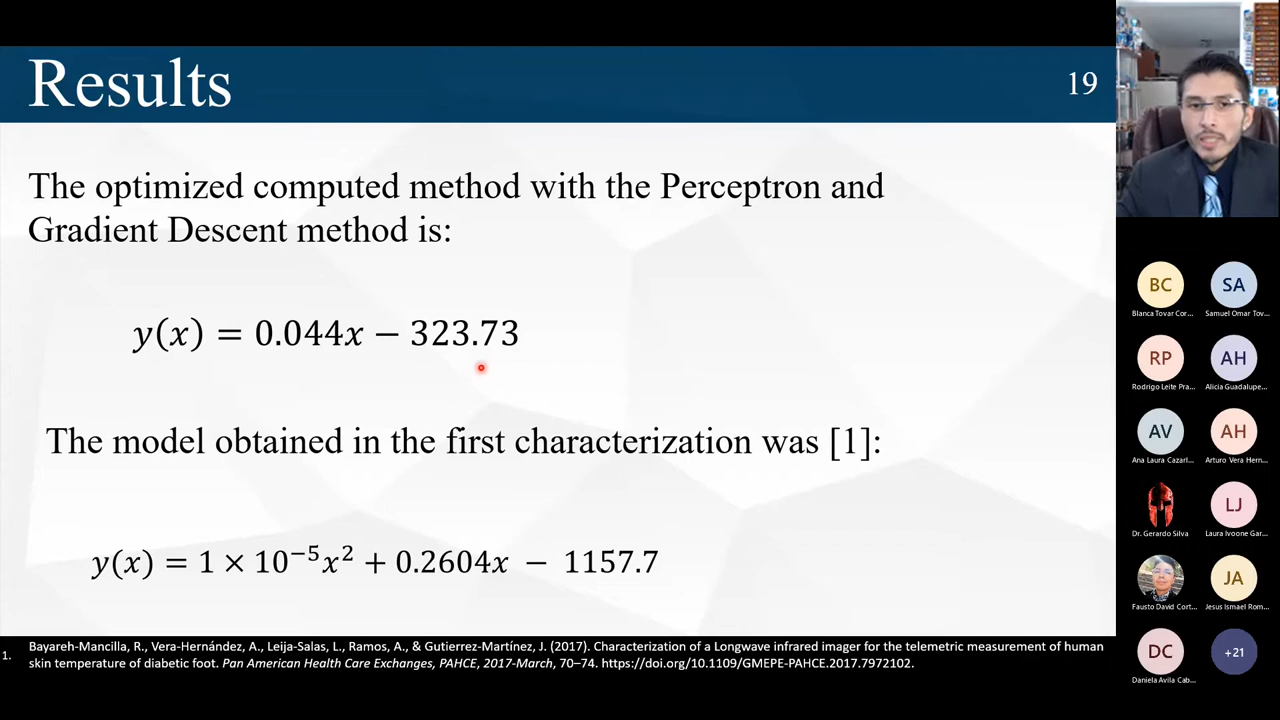 Results
19
The optimized computed method with the Perceptron and
Gradient Descent method is:
y(x) = 0.044x − 323.73
The model obtained in the first characterization was [1]:
y(x) = 1 × 10⁻⁵x² + 0.2604x − 1157.7
1. Bayareh-Mancilla, R., Vera-Hernández, A., Leija-Salas, L., Ramos, A., & Gutierrez-Martínez, J. (2017). Characterization of a Longwave infrared imager for the telemetric measurement of human
skin temperature of diabetic foot. Pan American Health Care Exchanges, PAHCE, 2017-March, 70–74. https://doi.org/10.1109/GMEPE-PAHCE.2017.7972102.
BC
SA
Blanca Tovar Cor...
Samuel Omar Tov...
RP
AH
Rodrigo Leite Pra...
Alicia Guadalupe...
AV
AH
Ana Laura Cazarl...
Arturo Vera Hern...
LJ
Dr. Gerardo Silva
Laura Ivoone Gar...
JA
Fausto David Cort...
Jesus Ismael Rom...
DC
+21
Daniela Avila Cab...